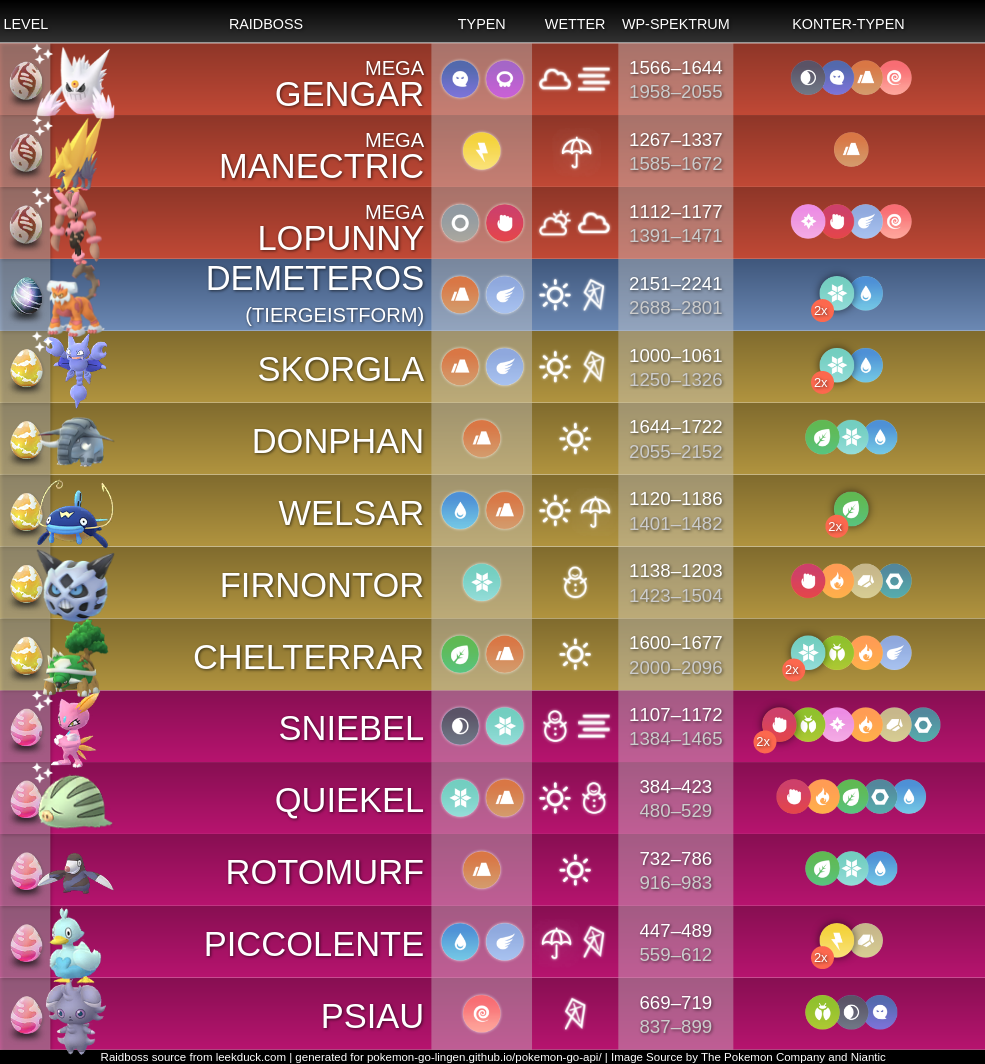 LEVEL RAIDBOSS TYPEN WETTER WP-SPEKTRUM KONTER-TYPEN
MEGA
GENGAR
1566–1644
1958–2055
MEGA
MANECTRIC
1267–1337
1585–1672
MEGA
LOPUNNY
1112–1177
1391–1471
DEMETEROS
(TIERGEISTFORM)
2151–2241
2688–2801
2x
SKORGLA
1000–1061
1250–1326
2x
DONPHAN
1644–1722
2055–2152
WELSAR
1120–1186
1401–1482
2x
FIRNONTOR
1138–1203
1423–1504
CHELTERRAR
1600–1677
2000–2096
2x
SNIEBEL
1107–1172
1384–1465
2x
QUIEKEL
384–423
480–529
ROTOMURF
732–786
916–983
PICCOLENTE
447–489
559–612
2x
PSIAU
669–719
837–899
Raidboss source from leekduck.com | generated for pokemon-go-lingen.github.io/pokemon-go-api/ | Image Source by The Pokemon Company and Niantic